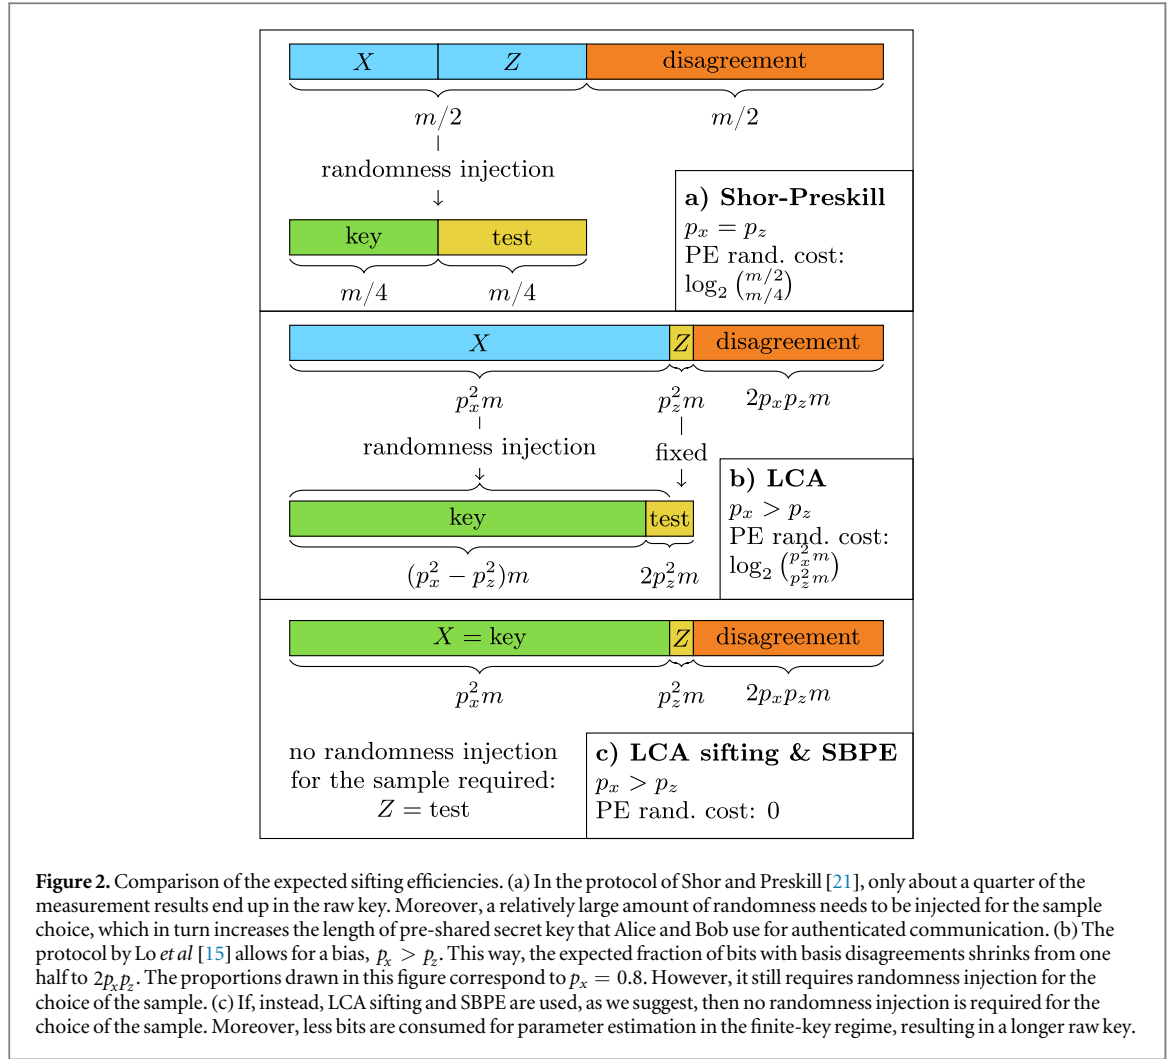 X Z disagreement
m/2 m/2
randomness injection
key test
m/4 m/4
a) Shor-Preskill
p_x = p_z
PE rand. cost:
log_2 (m/2 m/4)
X Z disagreement
p_x^2 m p_z^2 m 2p_x p_z m
randomness injection fixed
key test
(p_x^2 − p_z^2)m 2p_z^2 m
b) LCA
p_x > p_z
PE rand. cost:
log_2 (p_x^2 m p_z^2 m)
X = key Z disagreement
p_x^2 m p_z^2 m 2p_x p_z m
no randomness injection
for the sample required:
Z = test
c) LCA sifting & SBPE
p_x > p_z
PE rand. cost: 0
Figure 2. Comparison of the expected sifting efficiencies. (a) In the protocol of Shor and Preskill [21], only about a quarter of the
measurement results end up in the raw key. Moreover, a relatively large amount of randomness needs to be injected for the sample
choice, which in turn increases the length of pre-shared secret key that Alice and Bob use for authenticated communication. (b) The
protocol by Lo et al [15] allows for a bias, p_x > p_z. This way, the expected fraction of bits with basis disagreements shrinks from one
half to 2p_x p_z. The proportions drawn in this figure correspond to p_x = 0.8. However, it still requires randomness injection for the
choice of the sample. (c) If, instead, LCA sifting and SBPE are used, as we suggest, then no randomness injection is required for the
choice of the sample. Moreover, less bits are consumed for parameter estimation in the finite-key regime, resulting in a longer raw key.